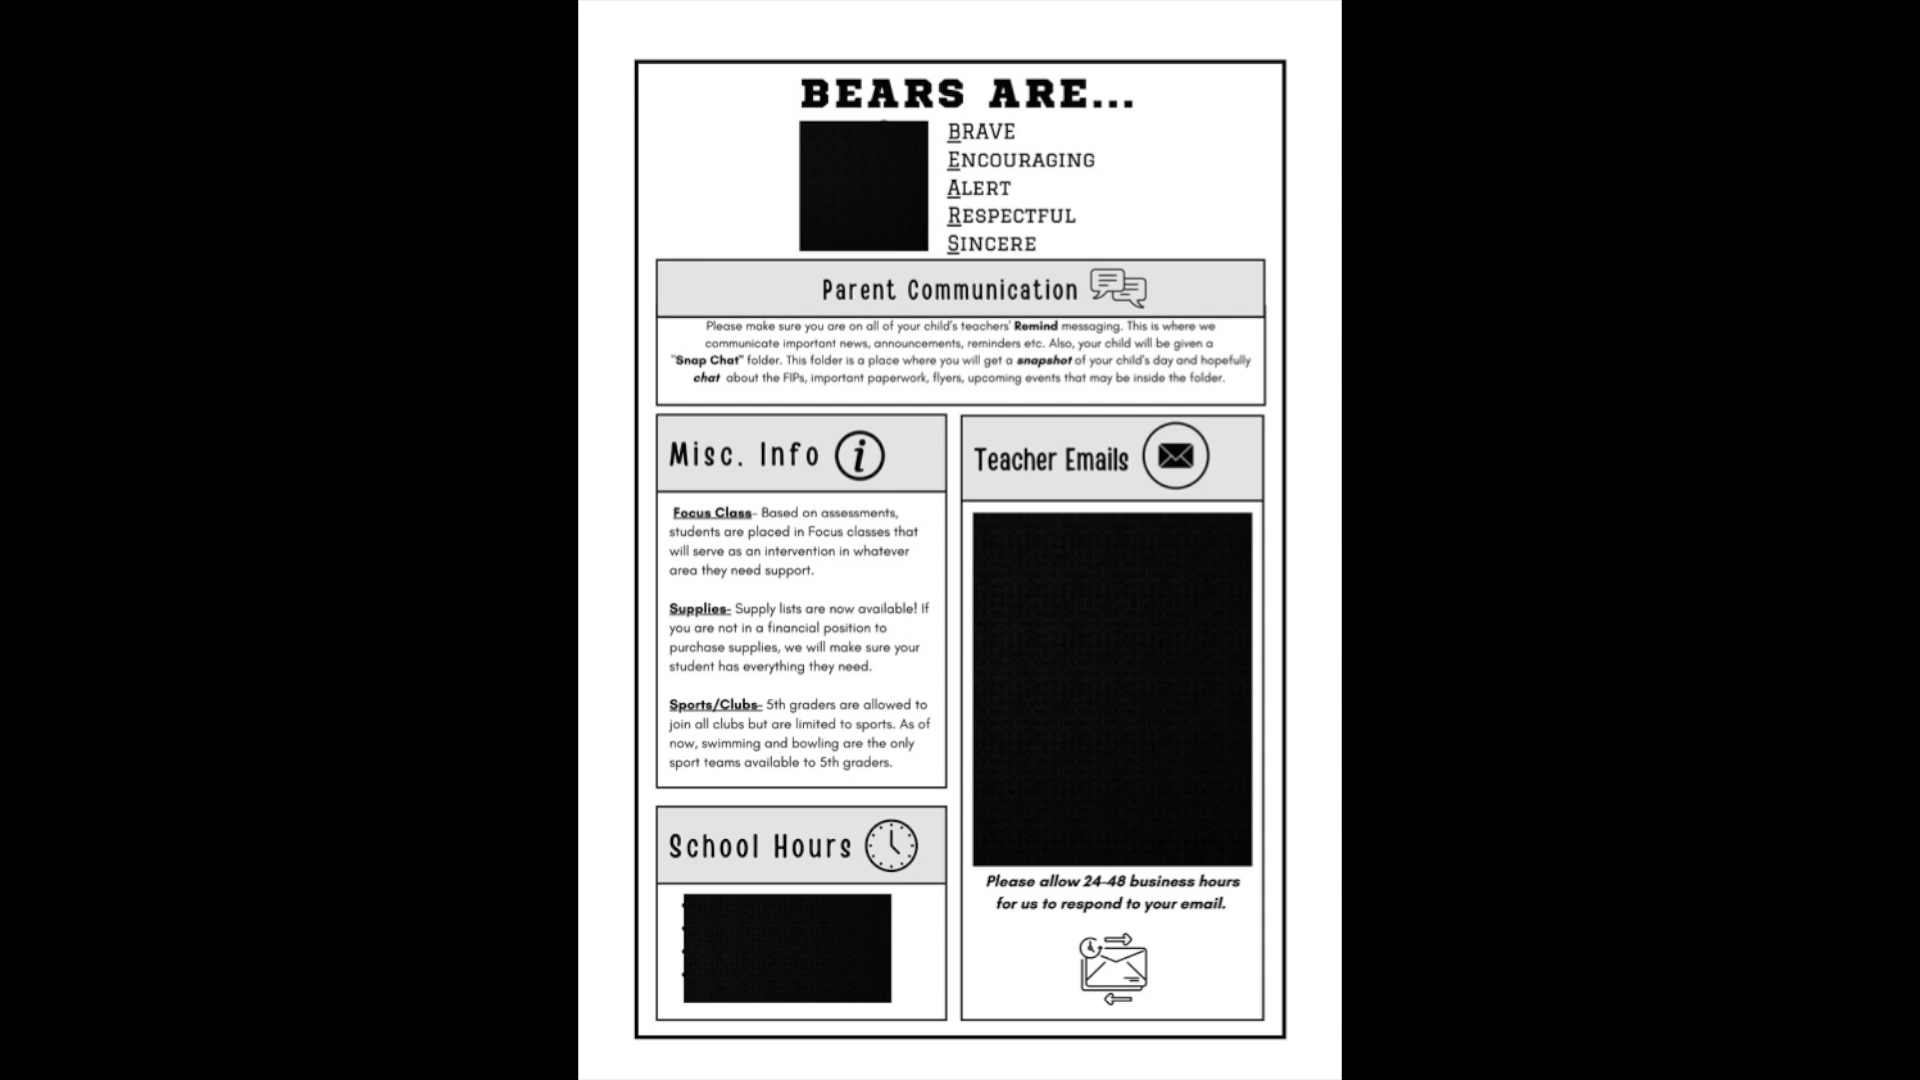 BEARS ARE...
BRAVE
ENCOURAGING
ALERT
RESPECTFUL
SINCERE
Parent Communication
Please make sure you are on all of your child's teachers' Remind messaging. This is where we
communicate important news, announcements, reminders etc. Also, your child will be given a
"Snap Chat" folder. This folder is a place where you will get a snapshot of your child's day and hopefully
chat about the FIPs, important paperwork, flyers, upcoming events that may be inside the folder.
Misc. Info
Focus Class- Based on assessments,
students are placed in Focus classes that
will serve as an intervention in whatever
area they need support.
Supplies- Supply lists are now available! If
you are not in a financial position to
purchase supplies, we will make sure your
student has everything they need.
Sports/Clubs- 5th graders are allowed to
join all clubs but are limited to sports. As of
now, swimming and bowling are the only
sport teams available to 5th graders.
School Hours
Teacher Emails
Please allow 24-48 business hours
for us to respond to your email.